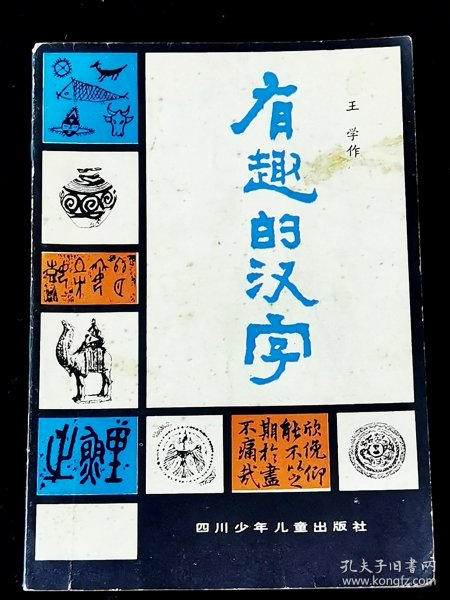 有趣的汉字
王学作
欣俛仰
能不以之
期於盡
不痛哉
四川少年儿童出版社
孔夫子旧书网
www.kongfz.com